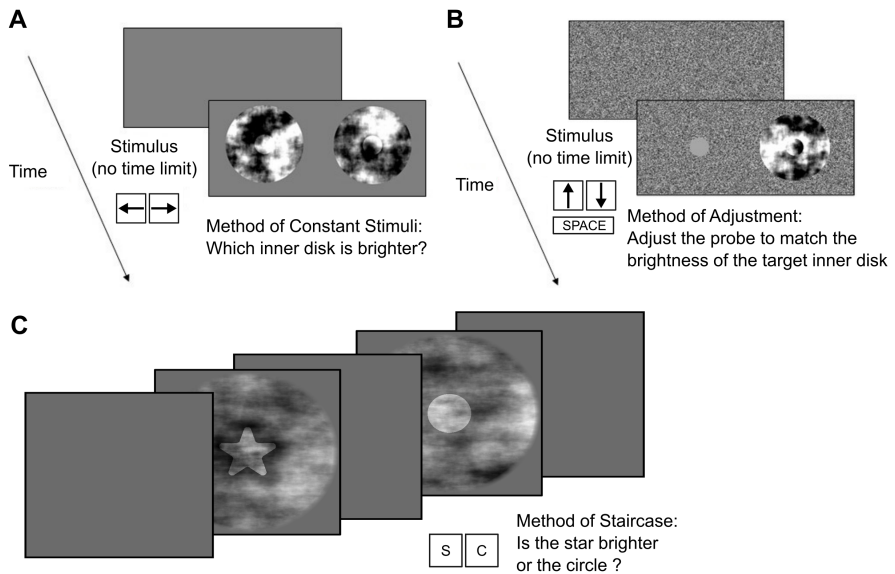 A
Stimulus
(no time limit)
Time
Method of Constant Stimuli:
Which inner disk is brighter?
B
Stimulus
(no time limit)
Time
SPACE
Method of Adjustment:
Adjust the probe to match the
brightness of the target inner disk
C
S C
Method of Staircase:
Is the star brighter
or the circle ?